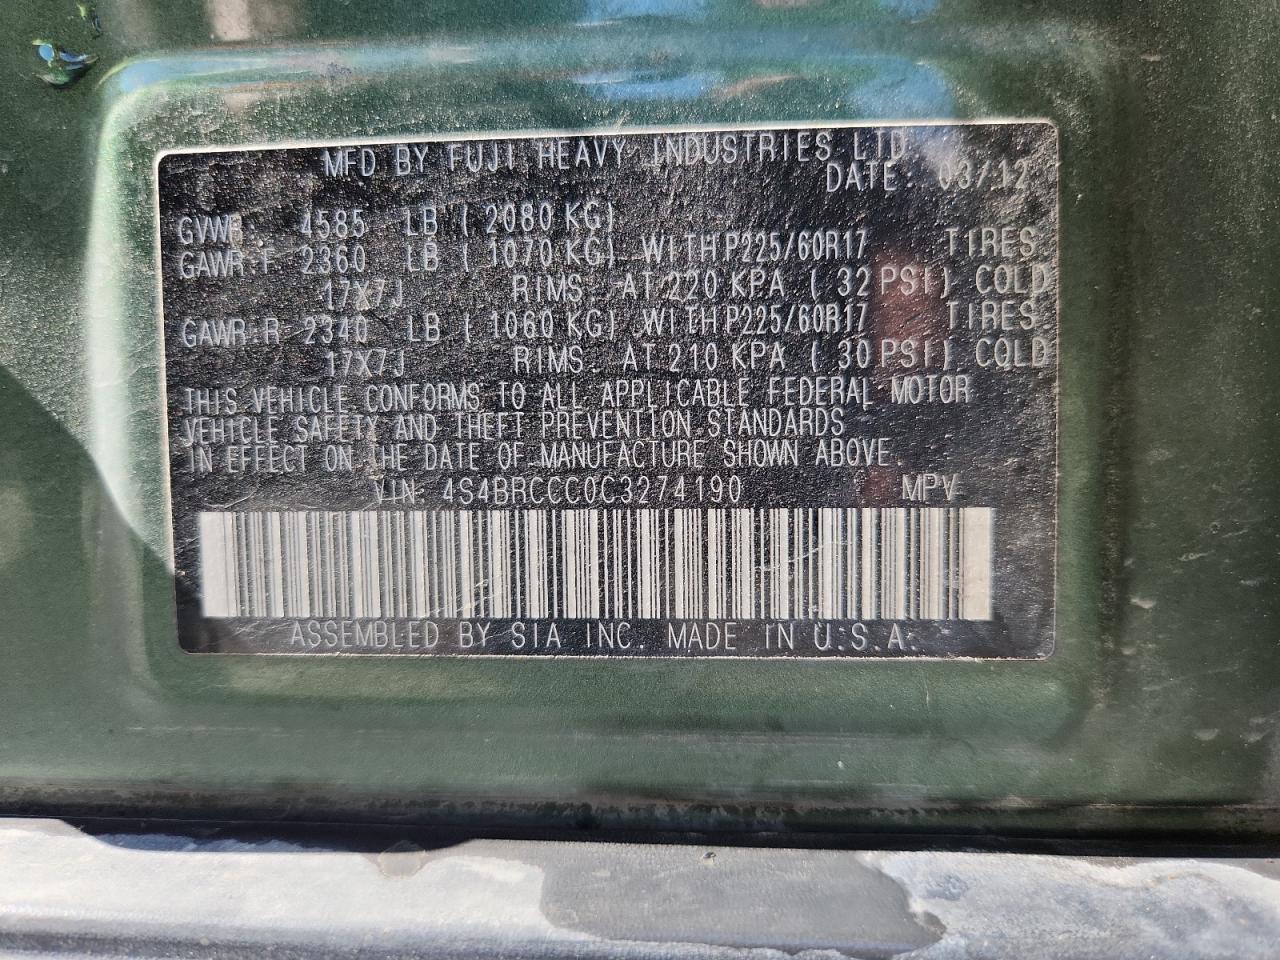 MFD BY FUJI HEAVY INDUSTRIES LTD.
DATE: 03/12
GVWR: 4585 LB ( 2080 KG)
GAWR:F 2360 LB ( 1070 KG) WITH P225/60R17 TIRES.
17X7J RIMS. AT 220 KPA ( 32 PSI) COLD
GAWR:R 2340 LB ( 1060 KG) WITH P225/60R17 TIRES.
17X7J RIMS. AT 210 KPA ( 30 PSI) COLD
THIS VEHICLE CONFORMS TO ALL APPLICABLE FEDERAL MOTOR
VEHICLE SAFETY AND THEFT PREVENTION STANDARDS
IN EFFECT ON THE DATE OF MANUFACTURE SHOWN ABOVE.
VIN: 4S4BRCCC0C3274190 MPV
ASSEMBLED BY SIA INC. MADE IN U.S.A.